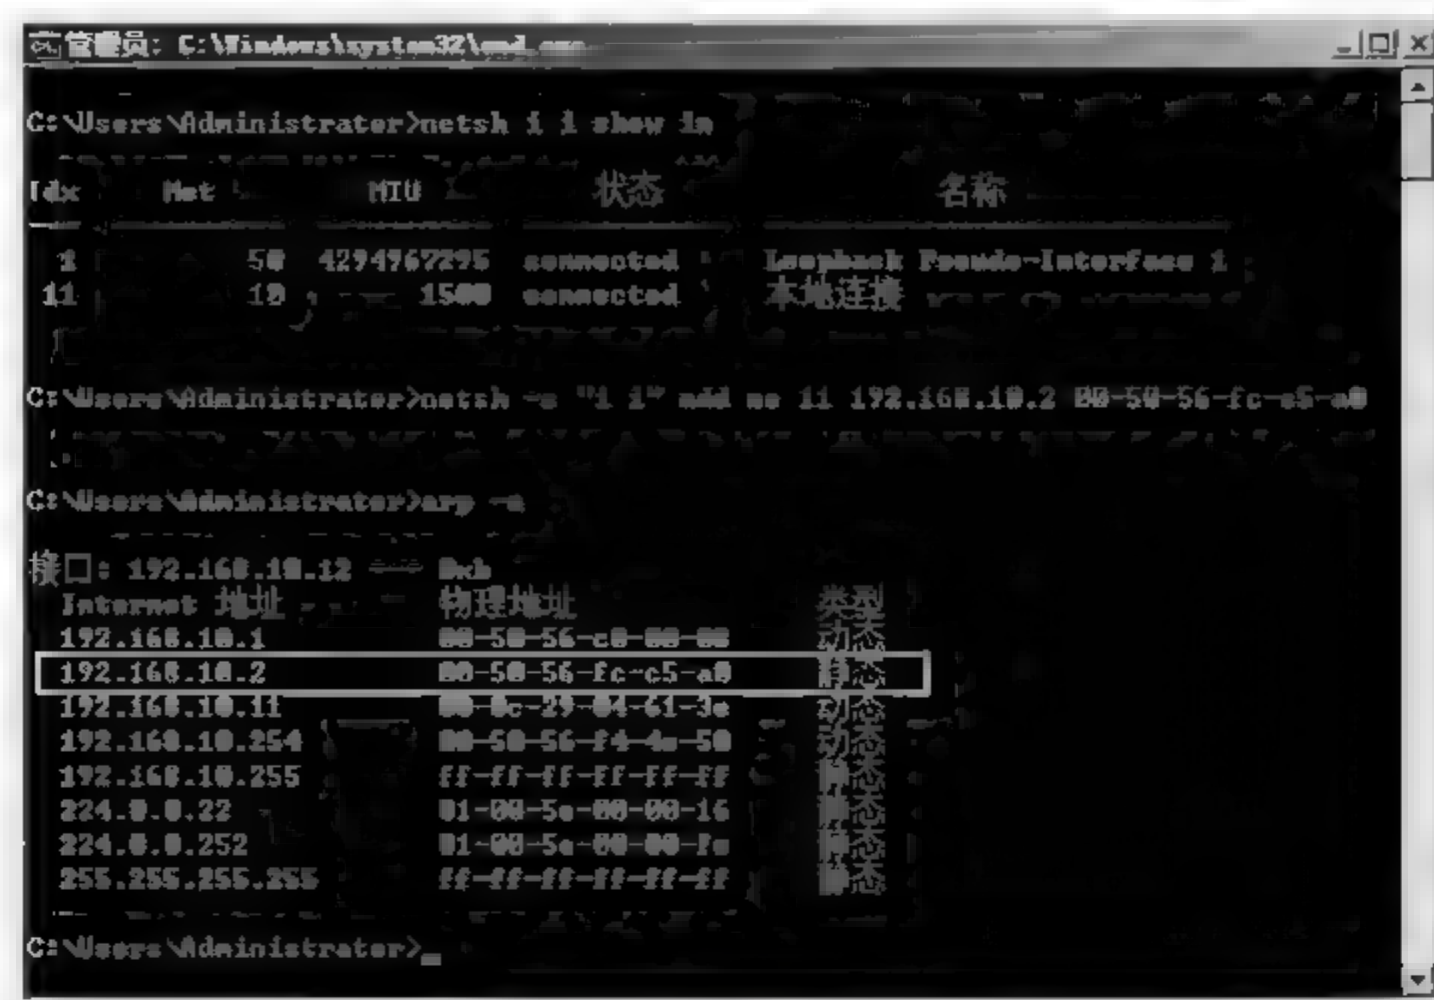 管理员: C:\Windows\system32\cmd.exe
C:\Users\Administrator>netsh i i show in
Idx Met MTU 状态 名称
1 50 4294967295 connected Loopback Pseudo-Interface 1
11 10 1500 connected 本地连接
C:\Users\Administrator>netsh -c "i i" add ne 11 192.168.10.2 00-50-56-fc-c5-a0
C:\Users\Administrator>arp -a
接口: 192.168.10.12 --- 0xb
Internet 地址 物理地址 类型
192.168.10.1 00-50-56-c0-00-08 动态
192.168.10.2 00-50-56-fc-c5-a0 静态
192.168.10.11 00-0c-29-04-61-3e 动态
192.168.10.254 00-50-56-f4-4e-50 动态
192.168.10.255 ff-ff-ff-ff-ff-ff 静态
224.0.0.22 01-00-5e-00-00-16 静态
224.0.0.252 01-00-5e-00-00-fc 静态
255.255.255.255 ff-ff-ff-ff-ff-ff 静态
C:\Users\Administrator>_